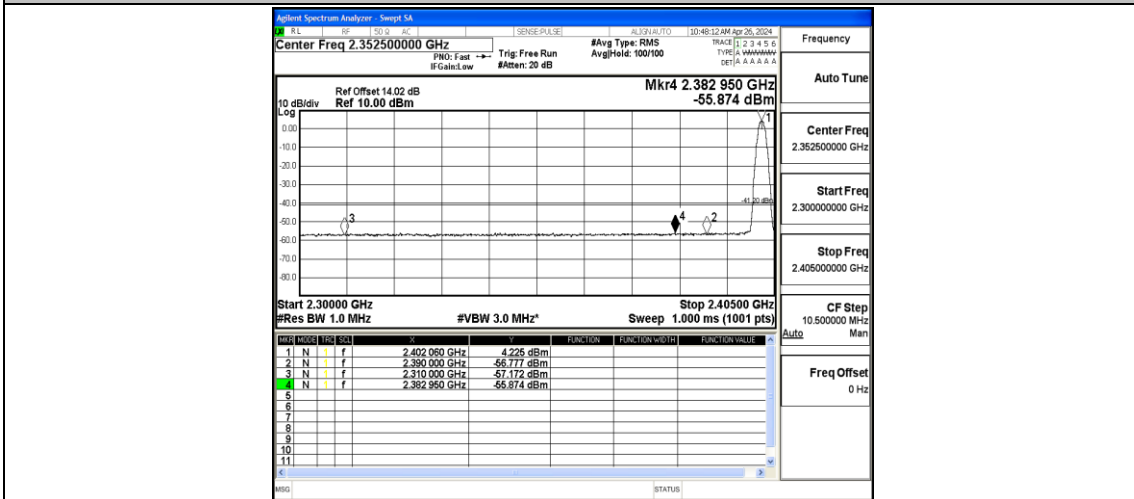 Agilent Spectrum Analyzer - Swept SA
RL RF 50 Ω AC SENSE:PULSE ALIGNAUTO 10:48:12 AM Apr 26, 2024
Center Freq 2.352500000 GHz #Avg Type: RMS TRACE 1 2 3 4 5 6
PNO: Fast Trig: Free Run Avg|Hold: 100/100 TYPE A WWWWW
IFGain:Low #Atten: 20 dB DET A A A A A A
Frequency
Mkr4 2.382 950 GHz
Ref Offset 14.02 dB
10 dB/div Ref 10.00 dBm -55.874 dBm
Log
1
0.00
-10.0
-20.0
-30.0
-40.0 -41.20 dBm
-50.0 3 4 2
-60.0
-70.0
-80.0
Start 2.30000 GHz Stop 2.40500 GHz
#Res BW 1.0 MHz #VBW 3.0 MHz* Sweep 1.000 ms (1001 pts)
MKR MODE TRC SCL X Y FUNCTION FUNCTION WIDTH FUNCTION VALUE
1 N 1 f 2.402 060 GHz 4.225 dBm
2 N 1 f 2.390 000 GHz -56.777 dBm
3 N 1 f 2.310 000 GHz -57.172 dBm
4 N 1 f 2.382 950 GHz -55.874 dBm
5
6
7
8
9
10
11
MSG STATUS
Auto Tune
Center Freq
2.352500000 GHz
Start Freq
2.300000000 GHz
Stop Freq
2.405000000 GHz
CF Step
10.500000 MHz
Auto Man
Freq Offset
0 Hz